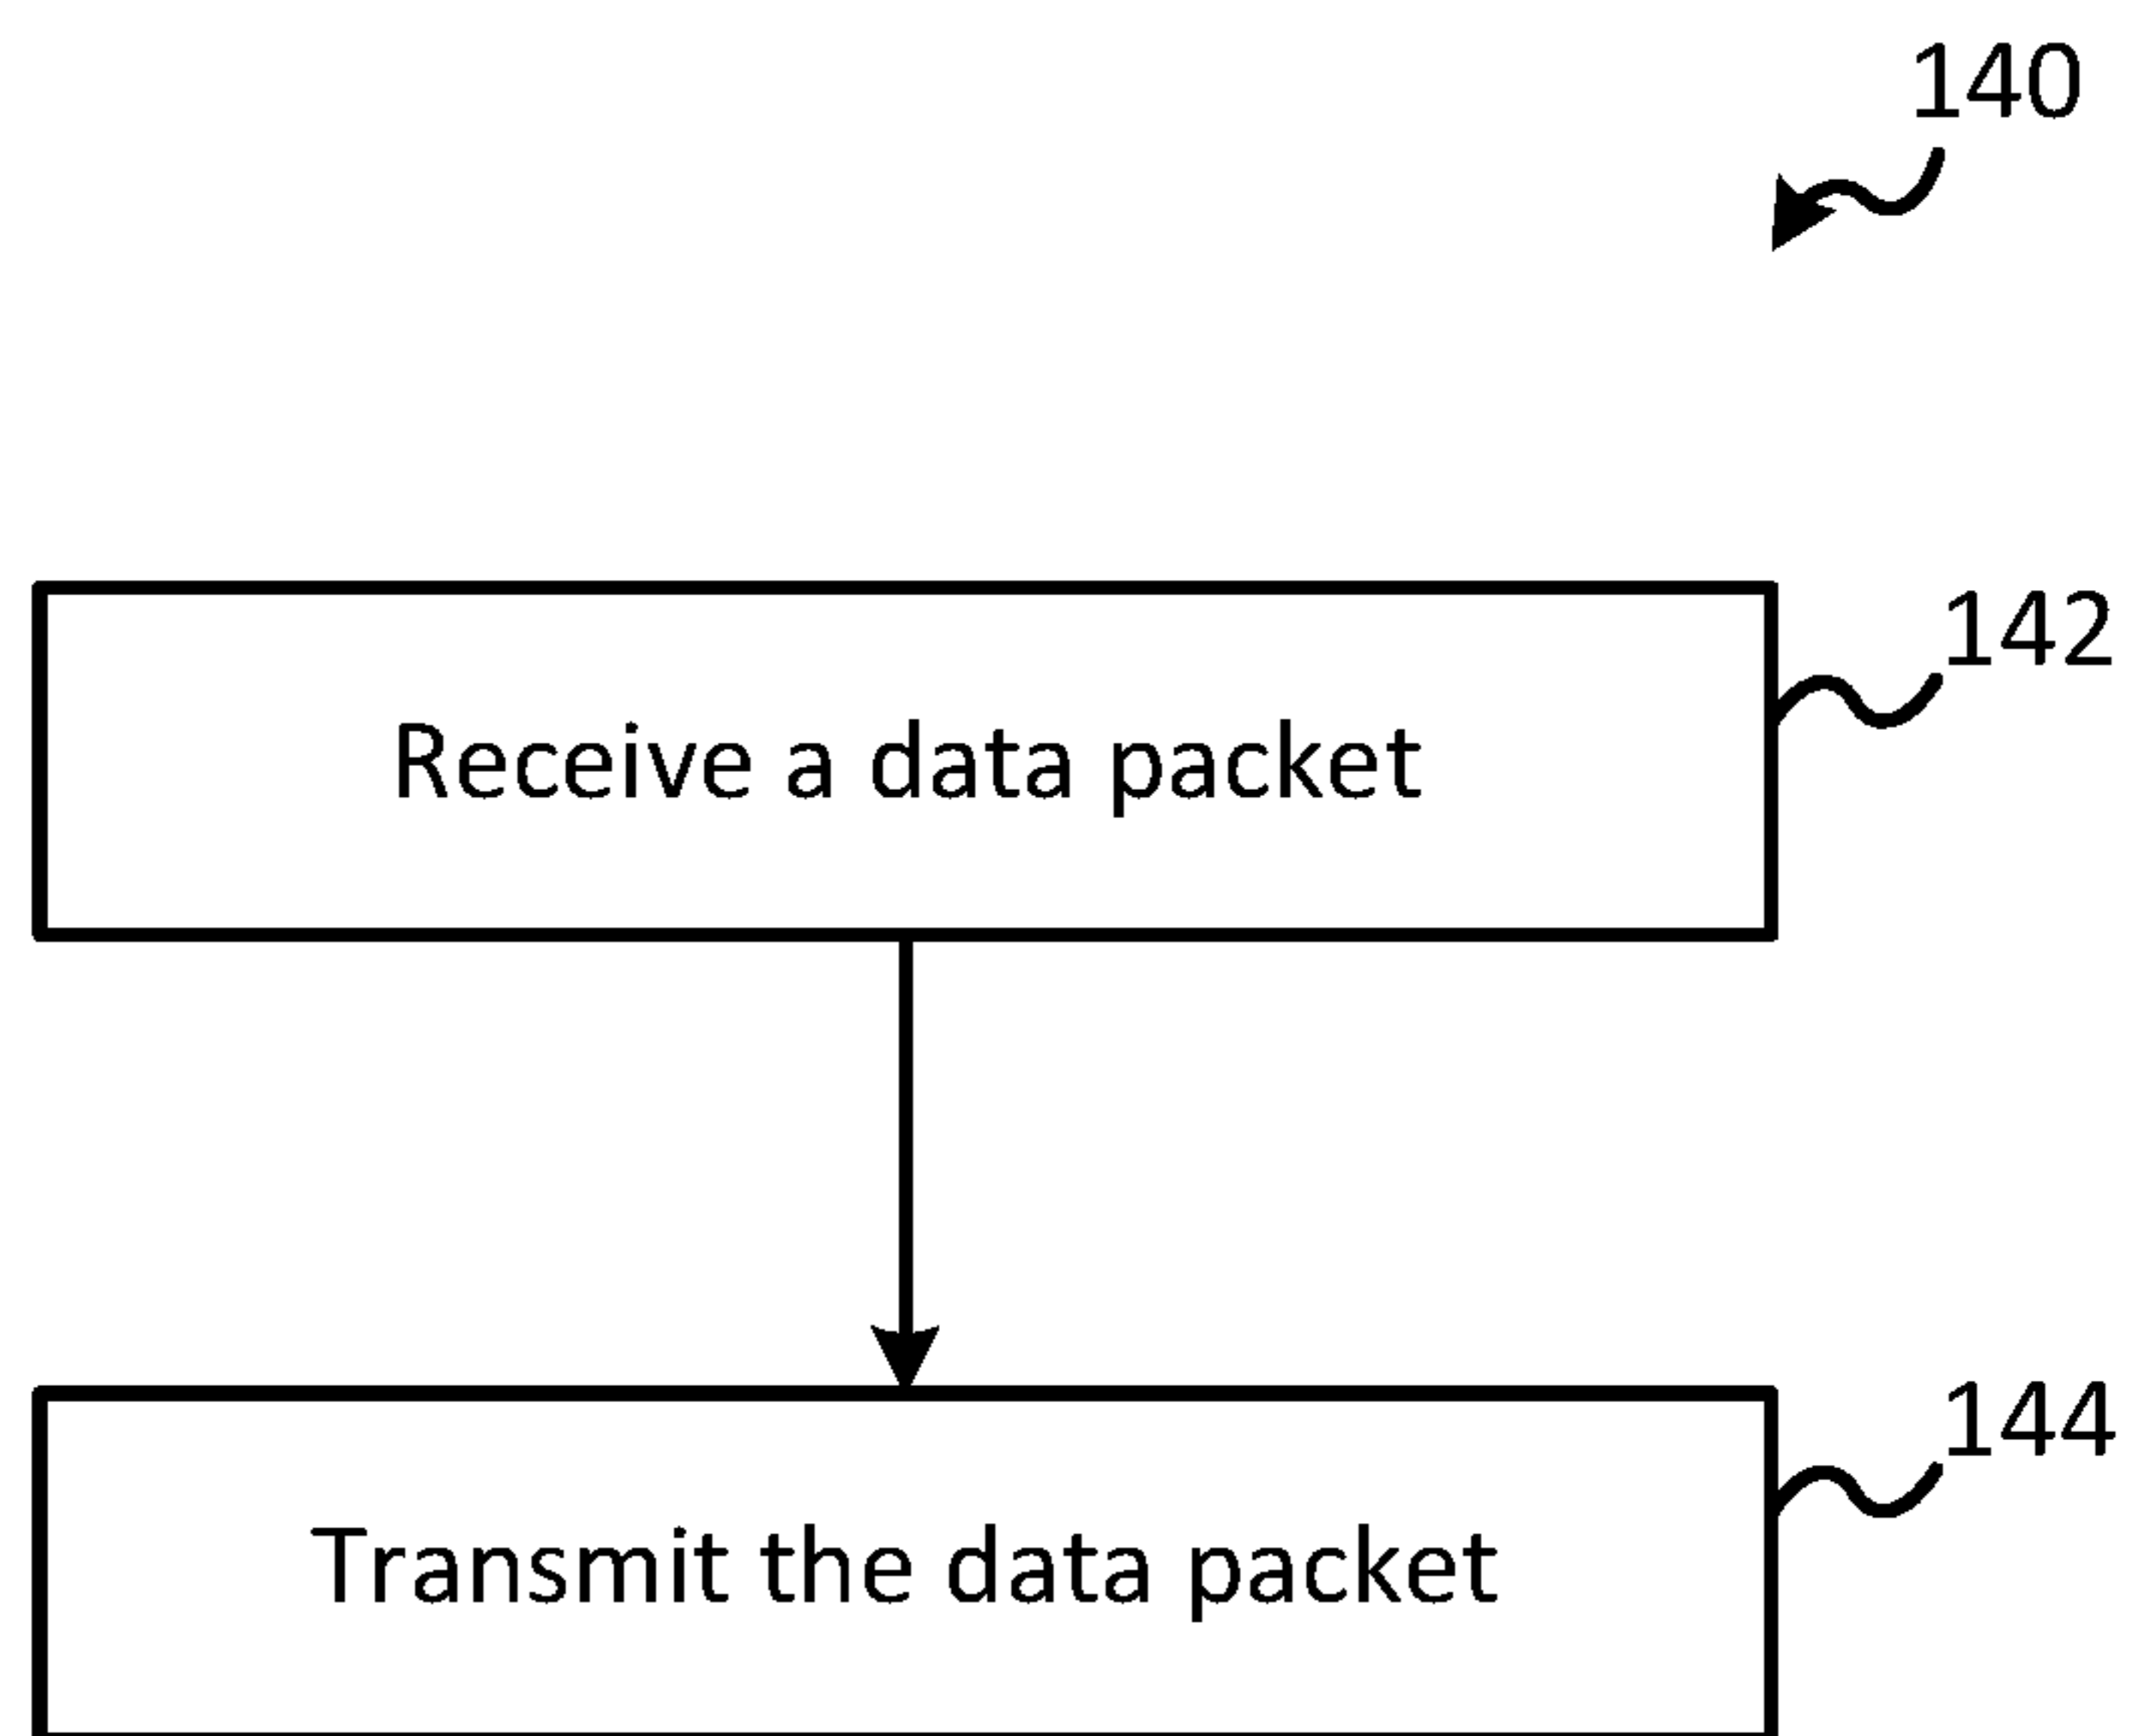 140
142
Receive a data packet
144
Transmit the data packet